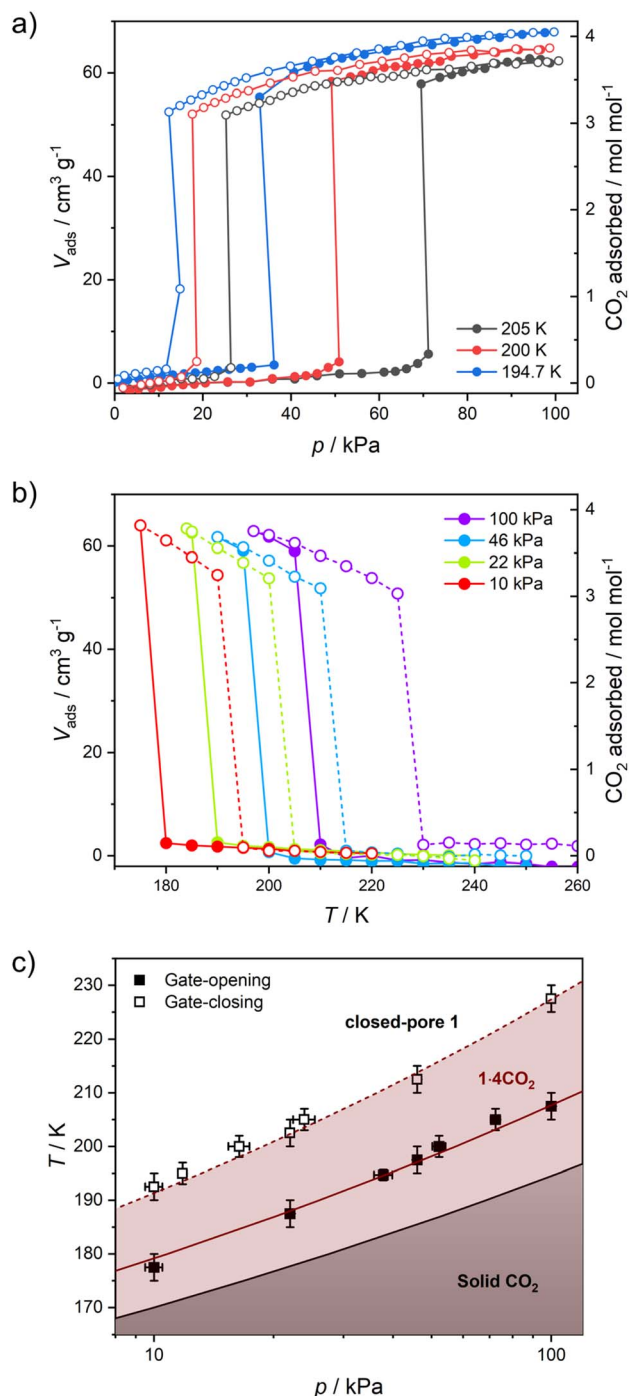 a)
60
40
20
0
V_ads / cm³ g⁻¹
4
3
2
1
0
CO₂ adsorbed / mol mol⁻¹
205 K
200 K
194.7 K
0 20 40 60 80 100
p / kPa
b)
60
40
20
0
V_ads / cm³ g⁻¹
4
3
2
1
0
CO₂ adsorbed / mol mol⁻¹
100 kPa
46 kPa
22 kPa
10 kPa
180 200 220 240 260
T / K
c)
230
220
210
200
190
180
170
T / K
Gate-opening
Gate-closing
closed-pore 1
1·4CO₂
Solid CO₂
10 100
p / kPa